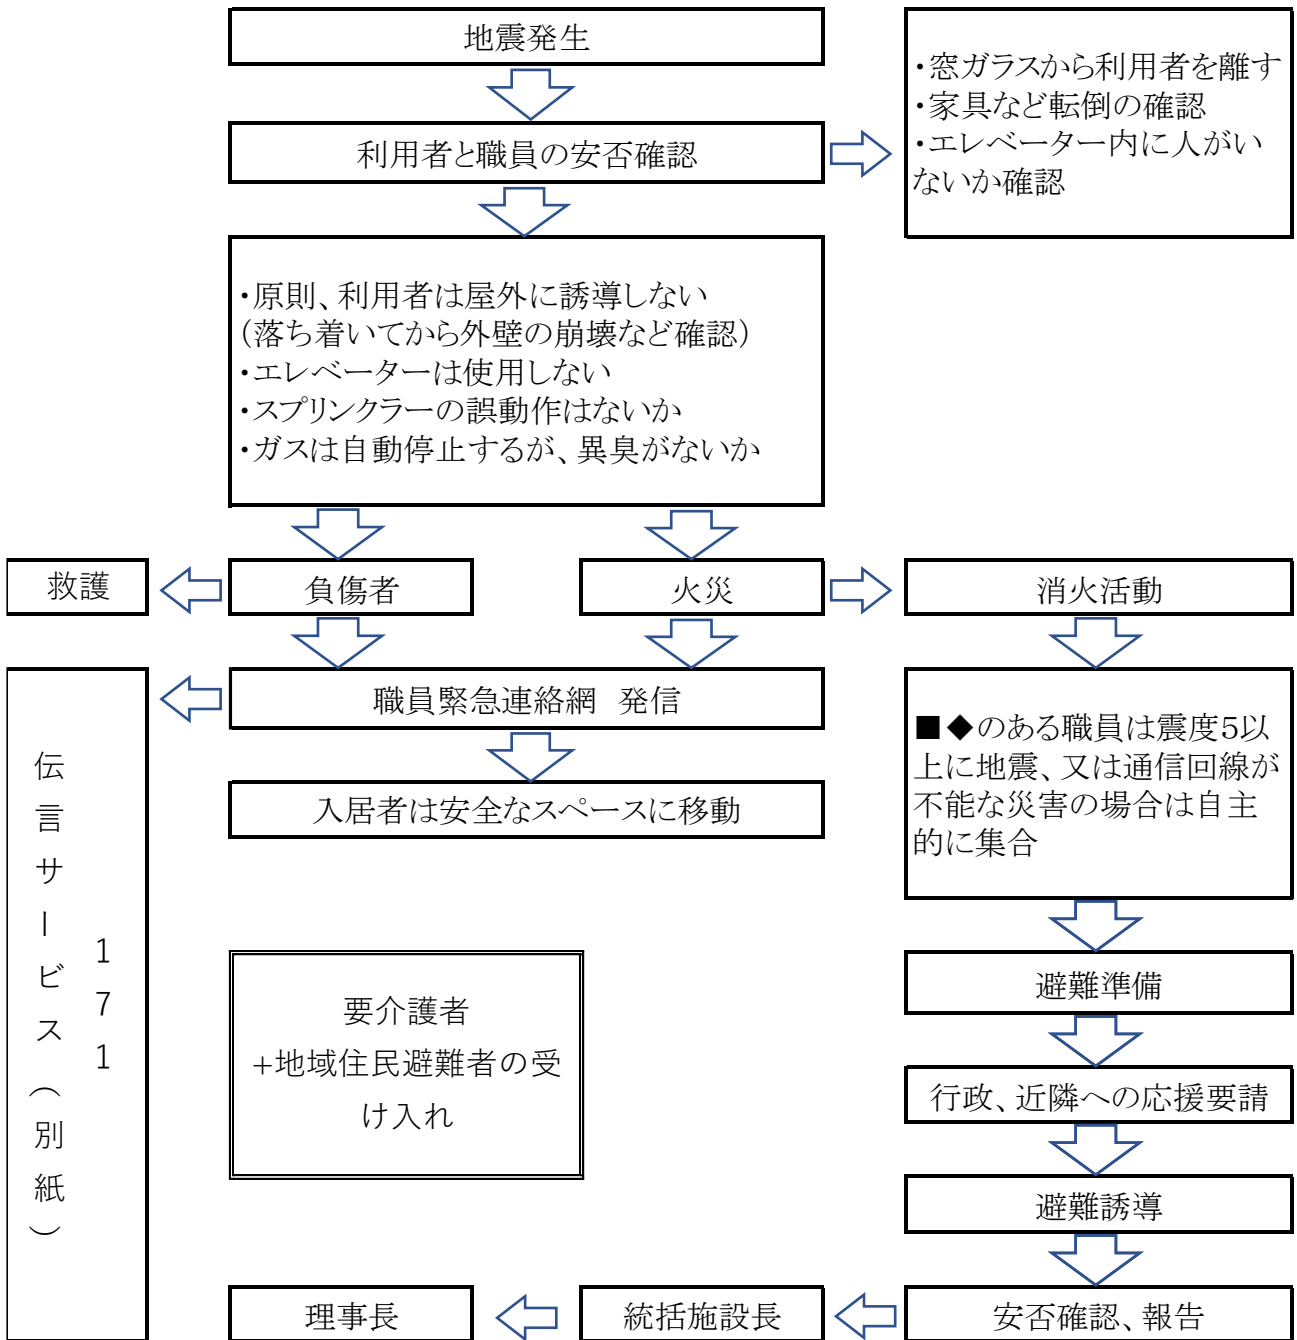 地震発生
・窓ガラスから利用者を離す
・家具など転倒の確認
・エレベーター内に人がい
ないか確認
利用者と職員の安否確認
・原則、利用者は屋外に誘導しない
(落ち着いてから外壁の崩壊など確認)
・エレベーターは使用しない
・スプリンクラーの誤動作はないか
・ガスは自動停止するが、異臭がないか
救護
負傷者
火災
消火活動
職員緊急連絡網 発信
■◆のある職員は震度5以
上に地震、又は通信回線が
不能な災害の場合は自主
的に集合
入居者は安全なスペースに移動
171
伝言サービス(別紙)
要介護者
+地域住民避難者の受
け入れ
避難準備
行政、近隣への応援要請
避難誘導
理事長
統括施設長
安否確認、報告